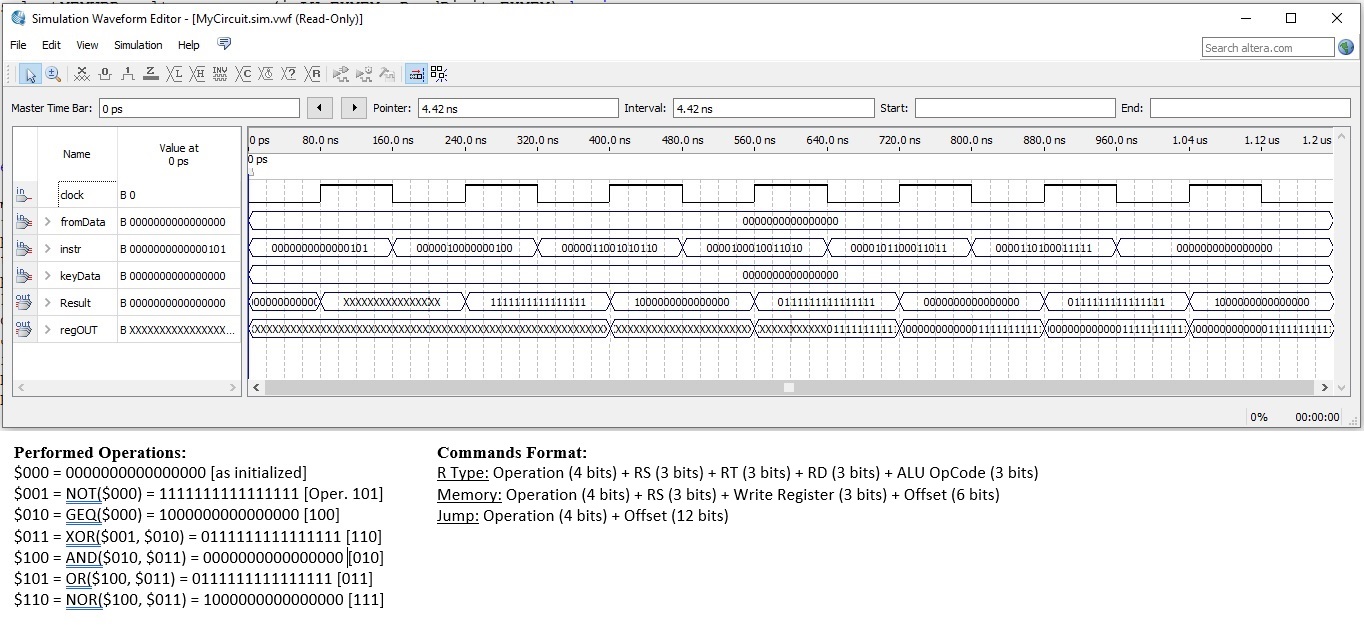 Simulation Waveform Editor - [MyCircuit.sim.vwf (Read-Only)]
File Edit View Simulation Help
Search altera.com
Master Time Bar: 0 ps Pointer: 4.42 ns Interval: 4.42 ns Start: End:
Name Value at 0 ps
0 ps 80.0 ns 160.0 ns 240.0 ns 320.0 ns 400.0 ns 480.0 ns 560.0 ns 640.0 ns 720.0 ns 800.0 ns 880.0 ns 960.0 ns 1.04 us 1.12 us 1.2 us
0 ps
clock B 0
fromData B 0000000000000000 0000000000000000
instr B 0000000000000101 0000000000000101 0000010000000100 0000011001010110 0000100010011010 0000101100011011 0000110100011111 0000000000000000
keyData B 0000000000000000 0000000000000000
Result B 0000000000000000 XXXXXXXXXXXXXXXX 1111111111111111 1000000000000000 0111111111111111 0000000000000000 0111111111111111 1000000000000000
regOUT
0% 00:00:00
Performed Operations:
$000 = 0000000000000000 [as initialized]
$001 = NOT($000) = 1111111111111111 [Oper. 101]
$010 = GEQ($000) = 1000000000000000 [100]
$011 = XOR($001, $010) = 0111111111111111 [110]
$100 = AND($010, $011) = 0000000000000000 [010]
$101 = OR($100, $011) = 0111111111111111 [011]
$110 = NOR($100, $011) = 1000000000000000 [111]
Commands Format:
R Type: Operation (4 bits) + RS (3 bits) + RT (3 bits) + RD (3 bits) + ALU OpCode (3 bits)
Memory: Operation (4 bits) + RS (3 bits) + Write Register (3 bits) + Offset (6 bits)
Jump: Operation (4 bits) + Offset (12 bits)